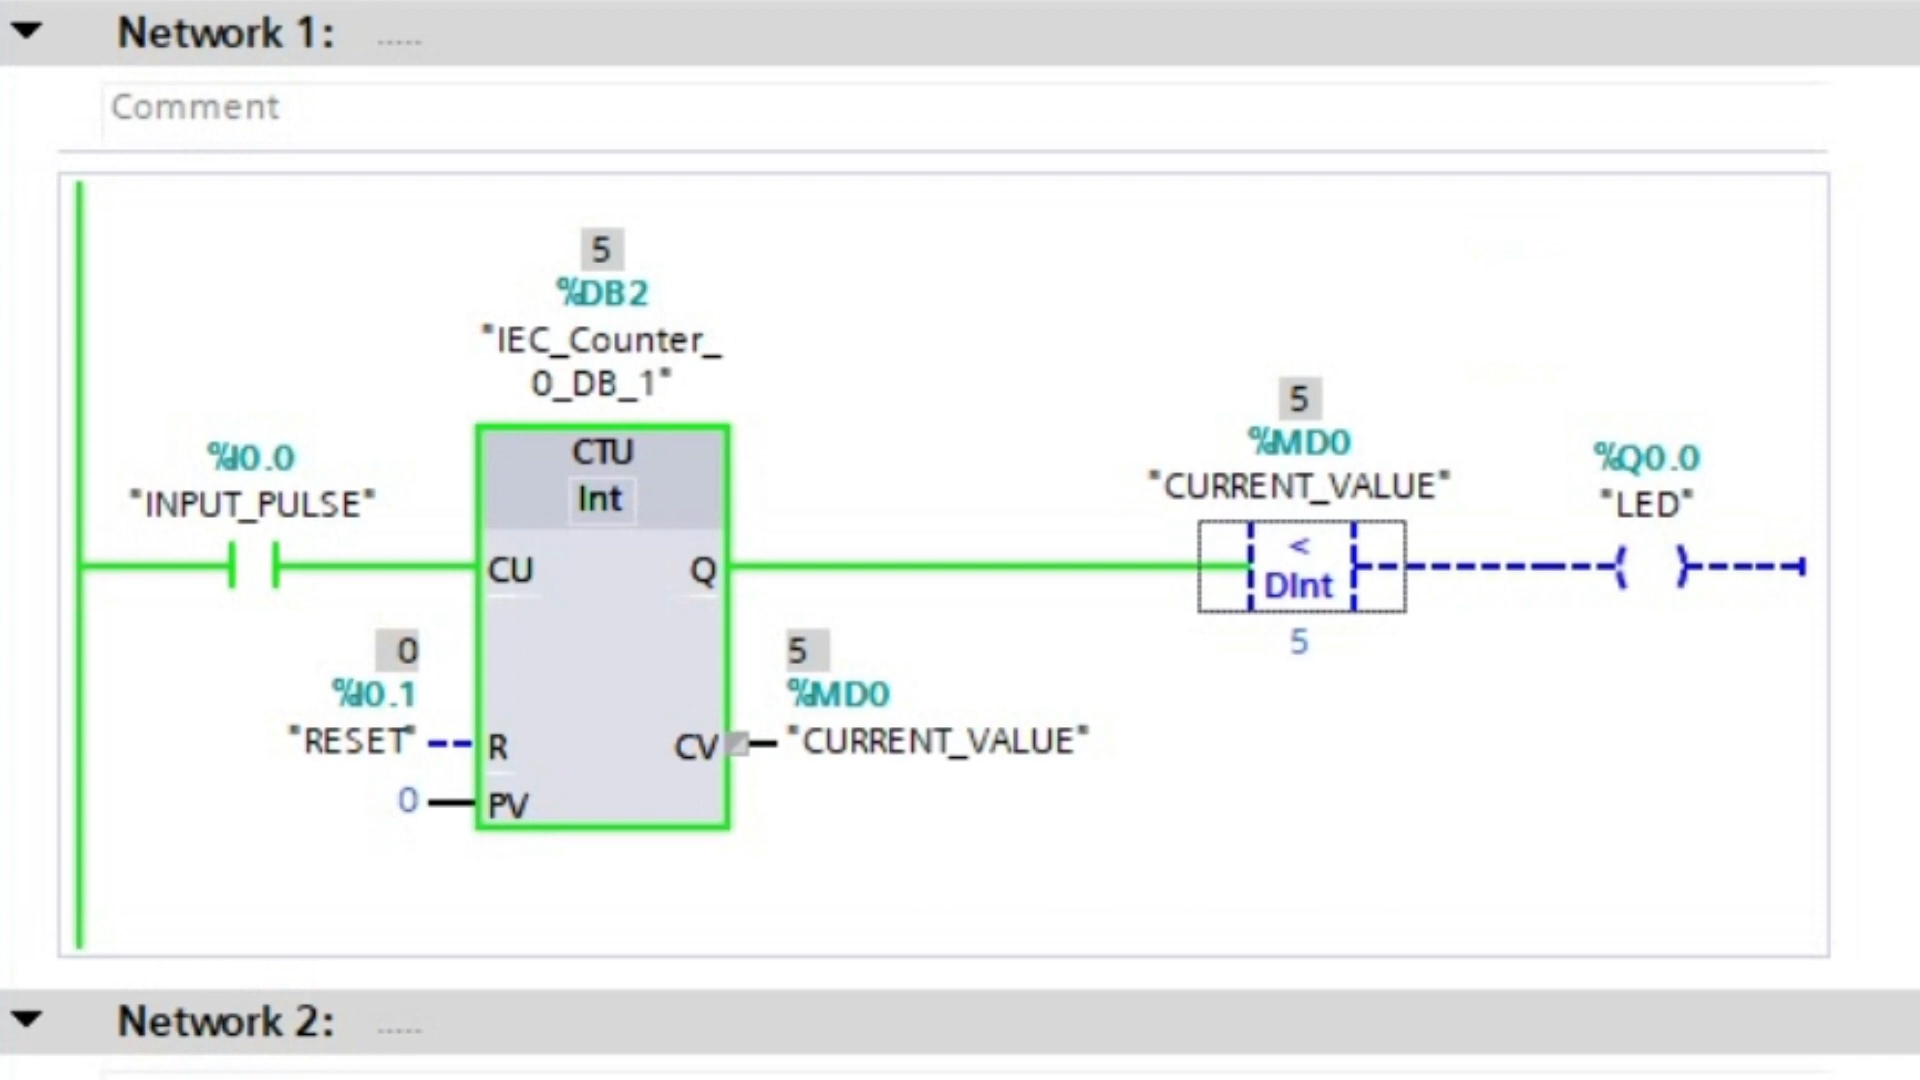 Network 1: .....
Comment
5
%DB2
"IEC_Counter_
0_DB_1"
CTU
Int
%I0.0
"INPUT_PULSE"
CU
Q
5
%MD0
"CURRENT_VALUE"
<
DInt
5
%Q0.0
"LED"
0
%I0.1
"RESET"
R
0
PV
CV
5
%MD0
"CURRENT_VALUE"
Network 2: .....